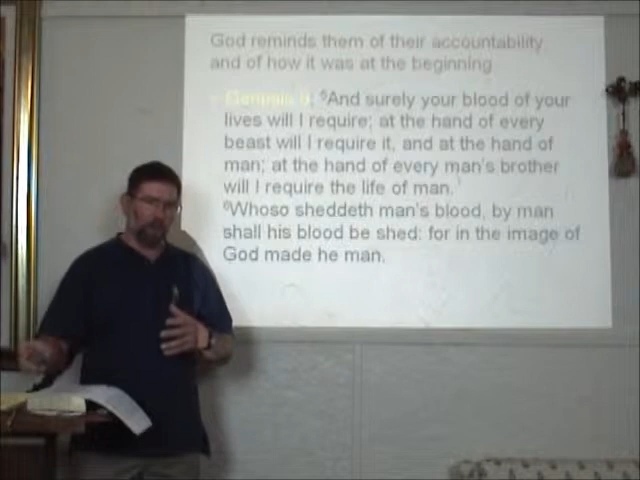 God reminds them of their accountability
and of how it was at the beginning
Genesis 9: ⁵And surely your blood of your
lives will I require; at the hand of every
beast will I require it, and at the hand of
man; at the hand of every man's brother
will I require the life of man.
⁶Whoso sheddeth man's blood, by man
shall his blood be shed: for in the image of
God made he man.